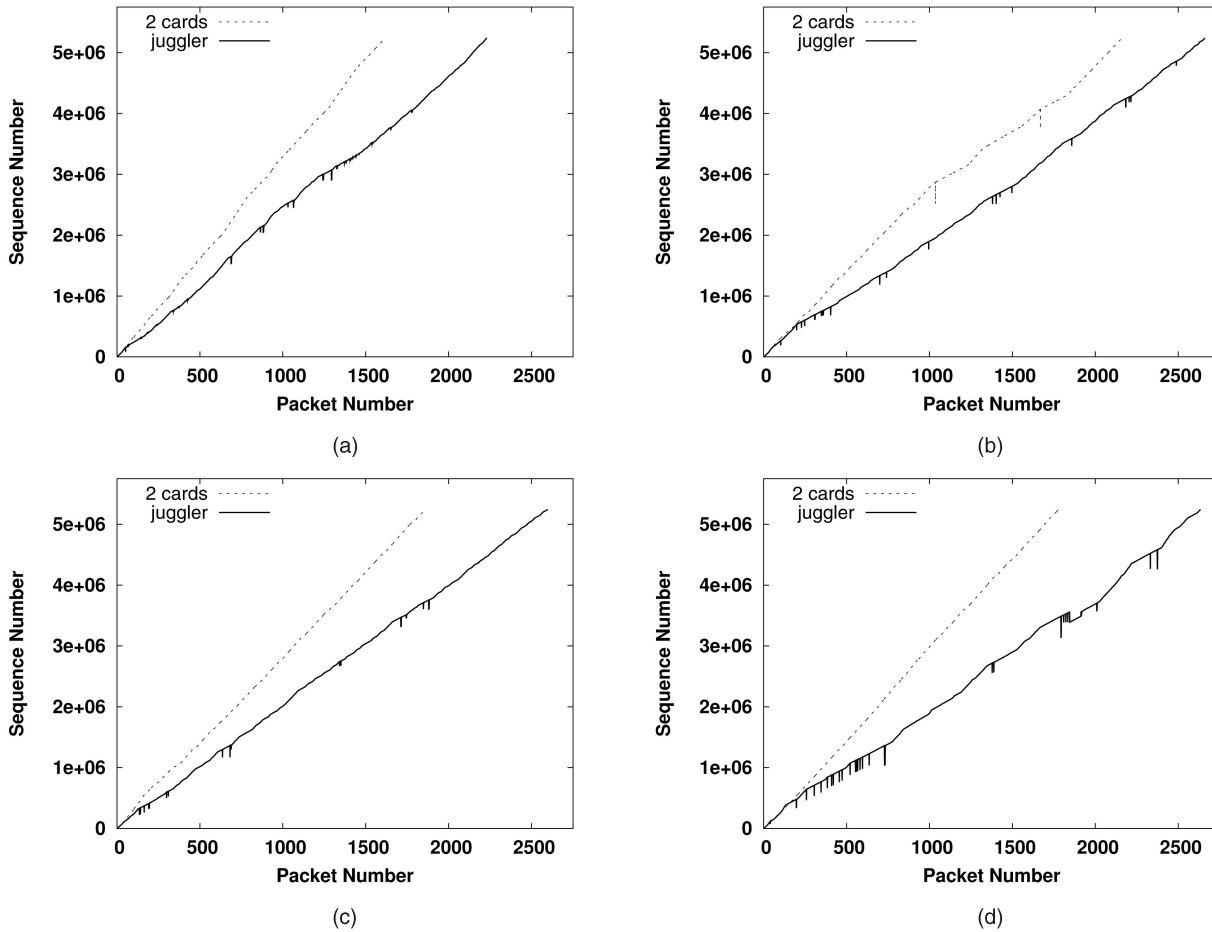 2 cards
juggler
5e+06
4e+06
3e+06
2e+06
1e+06
0
Sequence Number
0 500 1000 1500 2000 2500
Packet Number
(a)
2 cards
juggler
5e+06
4e+06
3e+06
2e+06
1e+06
0
Sequence Number
0 500 1000 1500 2000 2500
Packet Number
(b)
2 cards
juggler
5e+06
4e+06
3e+06
2e+06
1e+06
0
Sequence Number
0 500 1000 1500 2000 2500
Packet Number
(c)
2 cards
juggler
5e+06
4e+06
3e+06
2e+06
1e+06
0
Sequence Number
0 500 1000 1500 2000 2500
Packet Number
(d)